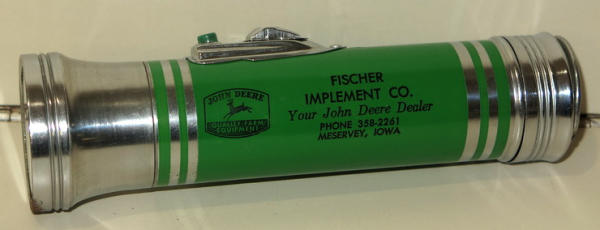 JOHN DEERE
QUALITY FARM
EQUIPMENT
FISCHER
IMPLEMENT CO.
Your John Deere Dealer
PHONE 358-2261
MESERVEY, IOWA